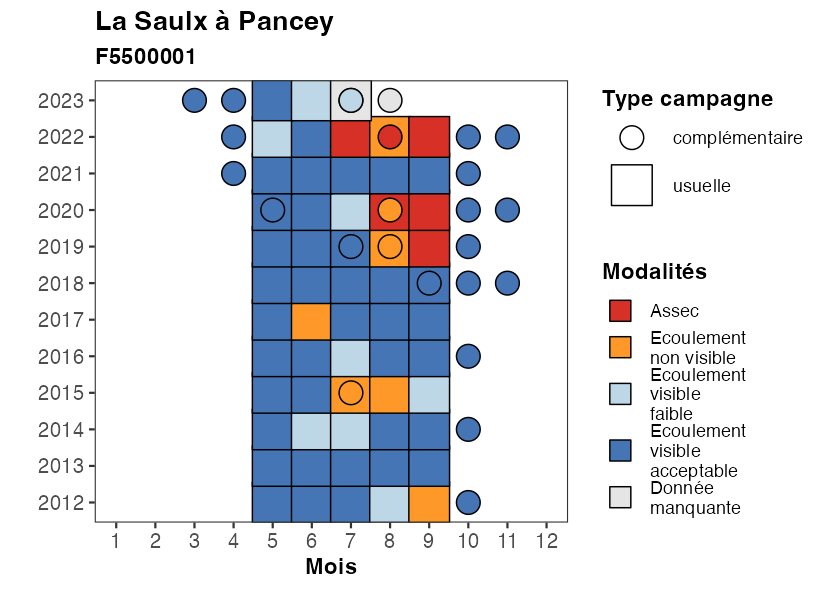 La Saulx à Pancey
F5500001
2023
2022
2021
2020
2019
2018
2017
2016
2015
2014
2013
2012
1 2 3 4 5 6 7 8 9 10 11 12
Mois
Type campagne
complémentaire
usuelle
Modalités
Assec
Ecoulement
non visible
Ecoulement
visible
faible
Ecoulement
visible
acceptable
Donnée
manquante